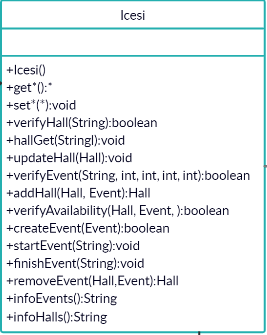 Icesi
+Icesi()
+get*():*
+set*(*):void
+verifyHall(String):boolean
+hallGet(Stringl):void
+updateHall(Hall):void
+verifyEvent(String, int, int, int, int):boolean
+addHall(Hall, Event):Hall
+verifyAvailability(Hall, Event, ):boolean
+createEvent(Event):boolean
+startEvent(String):void
+finishEvent(String):void
+removeEvent(Hall,Event):Hall
+infoEvents():String
+infoHalls():String